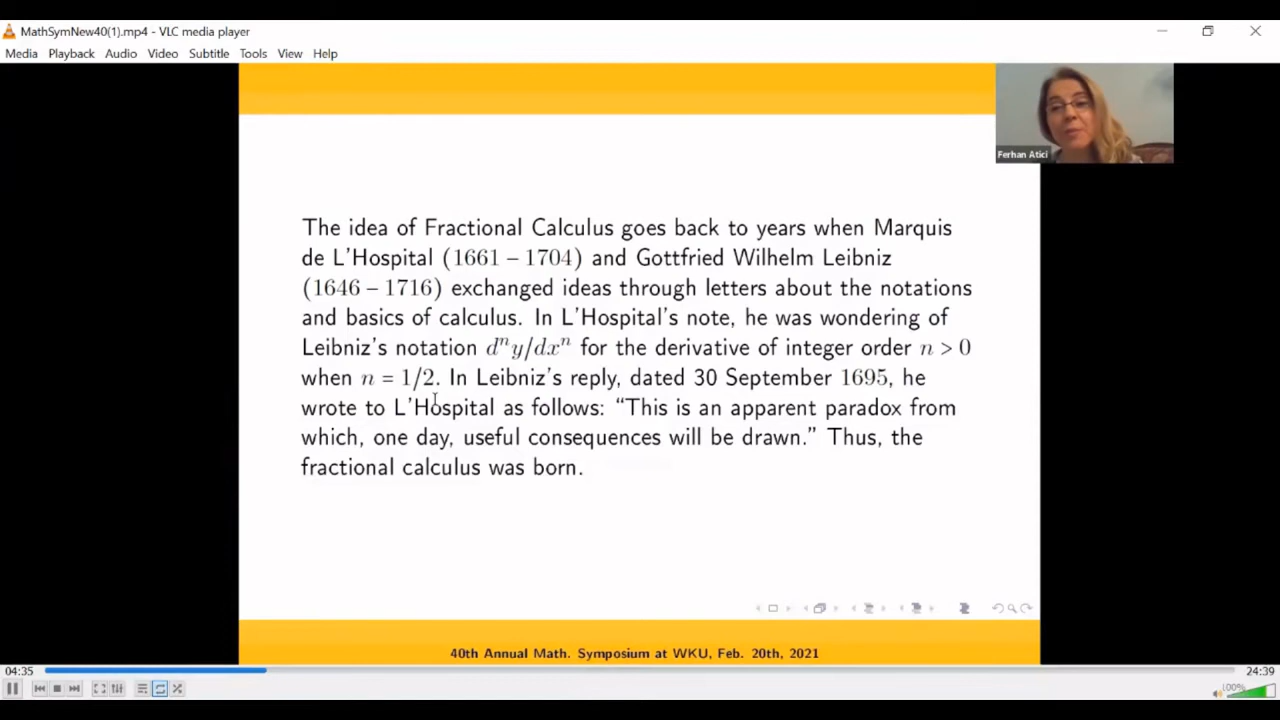 MathSymNew40(1).mp4 - VLC media player
Media Playback Audio Video Subtitle Tools View Help
Ferhan Atici
The idea of Fractional Calculus goes back to years when Marquis
de L'Hospital (1661 – 1704) and Gottfried Wilhelm Leibniz
(1646 – 1716) exchanged ideas through letters about the notations
and basics of calculus. In L'Hospital's note, he was wondering of
Leibniz's notation dⁿy/dxⁿ for the derivative of integer order n > 0
when n = 1/2. In Leibniz's reply, dated 30 September 1695, he
wrote to L'Hospital as follows: “This is an apparent paradox from
which, one day, useful consequences will be drawn.” Thus, the
fractional calculus was born.
40th Annual Math. Symposium at WKU, Feb. 20th, 2021
04:35 24:39
100%